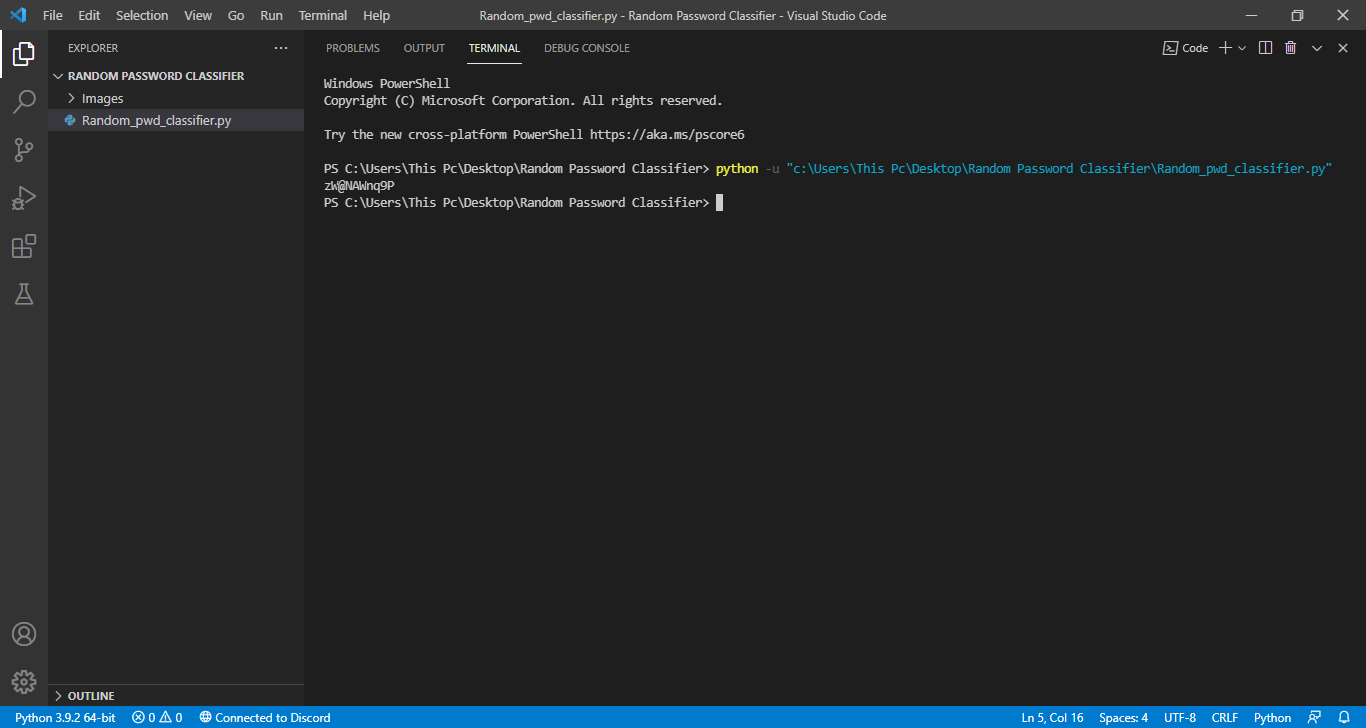 File Edit Selection View Go Run Terminal Help
Random_pwd_classifier.py - Random Password Classifier - Visual Studio Code
EXPLORER
RANDOM PASSWORD CLASSIFIER
Images
Random_pwd_classifier.py
OUTLINE
PROBLEMS OUTPUT TERMINAL DEBUG CONSOLE
Code
Windows PowerShell
Copyright (C) Microsoft Corporation. All rights reserved.
Try the new cross-platform PowerShell https://aka.ms/pscore6
PS C:\Users\This Pc\Desktop\Random Password Classifier> python -u "c:\Users\This Pc\Desktop\Random Password Classifier\Random_pwd_classifier.py"
zW@NAWnq9P
PS C:\Users\This Pc\Desktop\Random Password Classifier>
Python 3.9.2 64-bit 0 0 Connected to Discord
Ln 5, Col 16 Spaces: 4 UTF-8 CRLF Python